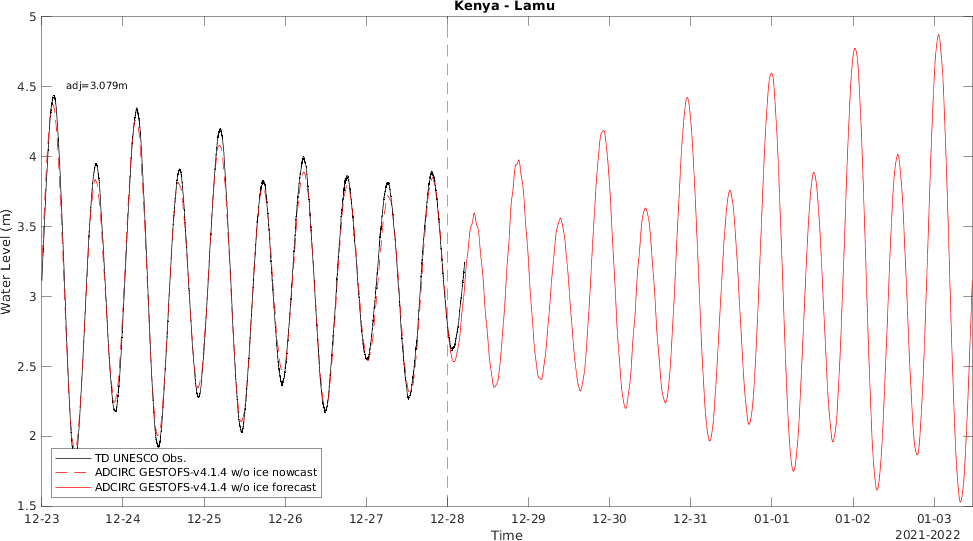 Kenya - Lamu
adj=3.079m
5
4.5
4
3.5
3
2.5
2
1.5
Water Level (m)
TD UNESCO Obs.
ADCIRC GESTOFS-v4.1.4 w/o ice nowcast
ADCIRC GESTOFS-v4.1.4 w/o ice forecast
12-23 12-24 12-25 12-26 12-27 12-28 12-29 12-30 12-31 01-01 01-02 01-03
Time
2021-2022